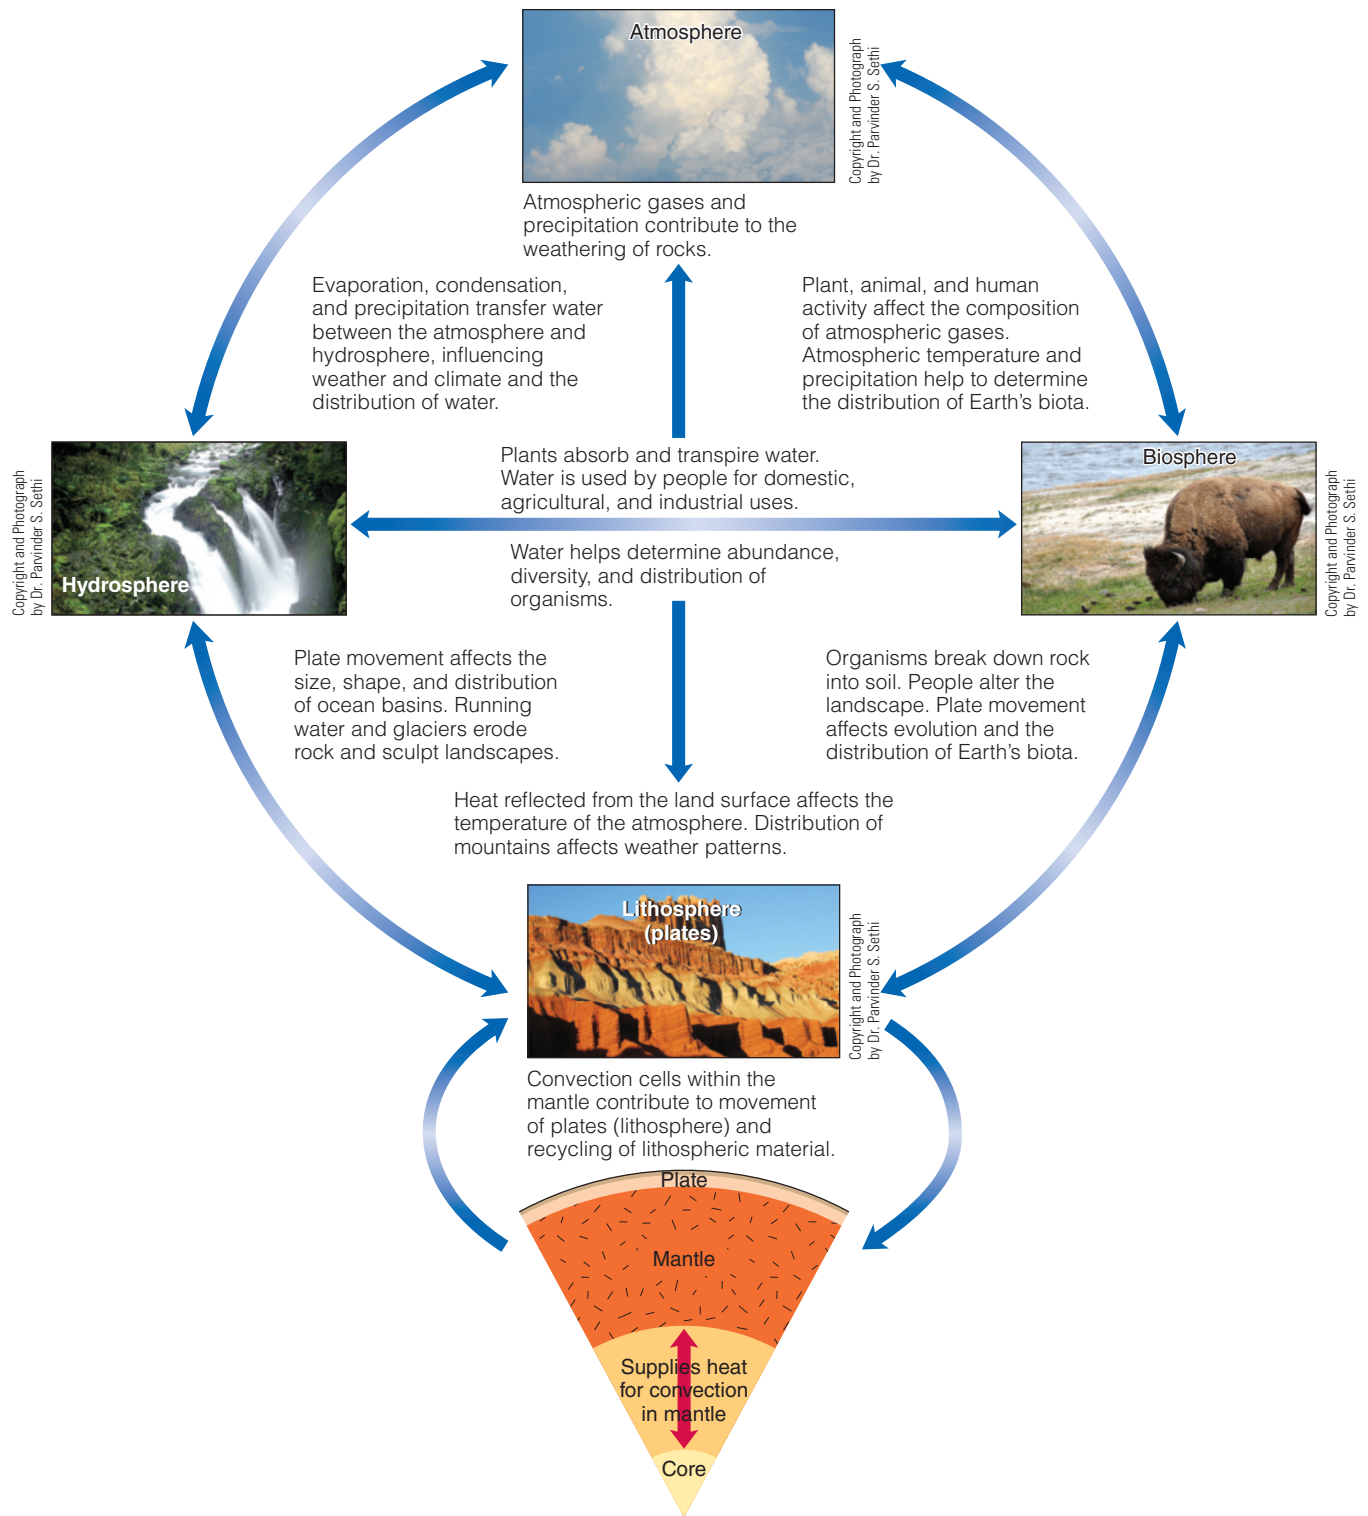 Atmosphere
Copyright and Photograph
by Dr. Parvinder S. Sethi
Atmospheric gases and
precipitation contribute to the
weathering of rocks.
Evaporation, condensation,
and precipitation transfer water
between the atmosphere and
hydrosphere, influencing
weather and climate and the
distribution of water.
Plant, animal, and human
activity affect the composition
of atmospheric gases.
Atmospheric temperature and
precipitation help to determine
the distribution of Earth's biota.
Copyright and Photograph
by Dr. Parvinder S. Sethi
Hydrosphere
Plants absorb and transpire water.
Water is used by people for domestic,
agricultural, and industrial uses.
Water helps determine abundance,
diversity, and distribution of
organisms.
Biosphere
Copyright and Photograph
by Dr. Parvinder S. Sethi
Plate movement affects the
size, shape, and distribution
of ocean basins. Running
water and glaciers erode
rock and sculpt landscapes.
Organisms break down rock
into soil. People alter the
landscape. Plate movement
affects evolution and the
distribution of Earth's biota.
Heat reflected from the land surface affects the
temperature of the atmosphere. Distribution of
mountains affects weather patterns.
Lithosphere
(plates)
Copyright and Photograph
by Dr. Parvinder S. Sethi
Convection cells within the
mantle contribute to movement
of plates (lithosphere) and
recycling of lithospheric material.
Plate
Mantle
Supplies heat
for convection
in mantle
Core